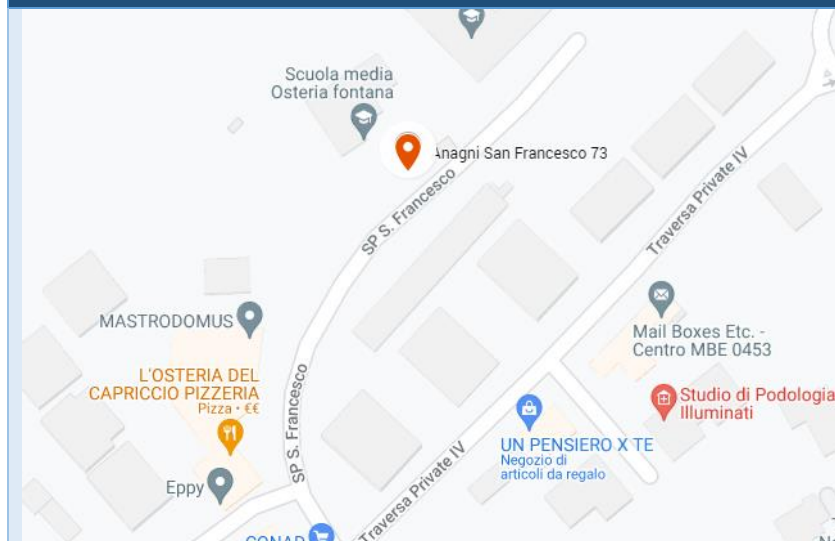 Scuola media
Osteria fontana
Anagni San Francesco 73
SP S. Francesco
Traversa Private IV
MASTRODOMUS
Mail Boxes Etc. -
Centro MBE 0453
L'OSTERIA DEL
CAPRICCIO PIZZERIA
Pizza • €€
Studio di Podologia
Illuminati
SP S. Francesco
UN PENSIERO X TE
Negozio di
articoli da regalo
Eppy
Traversa Private IV
CONAD